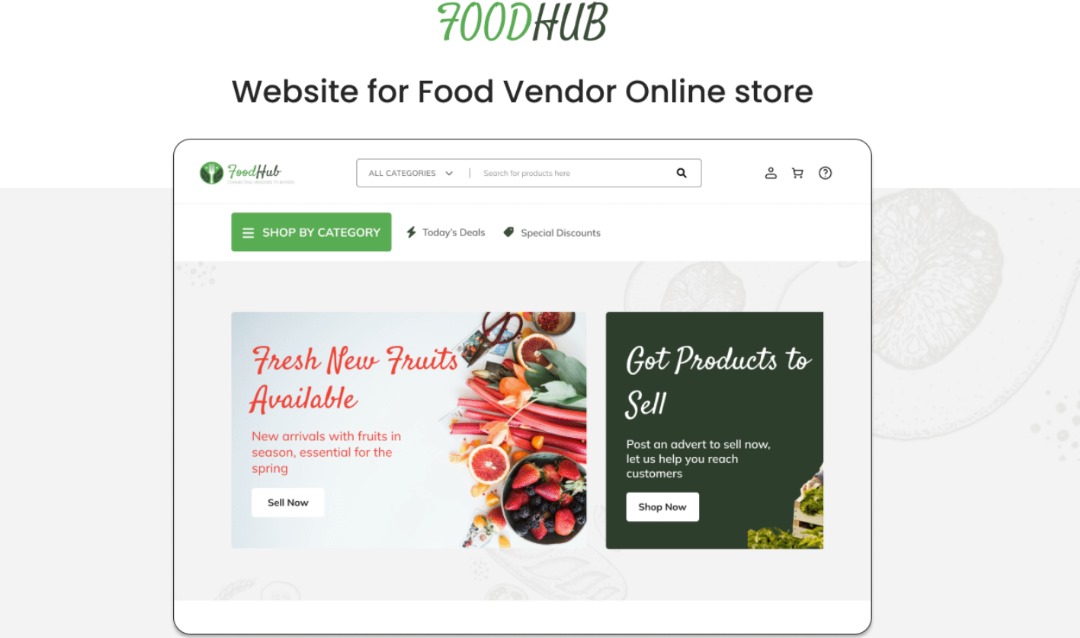 FOODHUB
Website for Food Vendor Online store
FoodHub
ALL CATEGORIES
Search for products here
SHOP BY CATEGORY
Today's Deals
Special Discounts
Fresh New Fruits
Available
New arrivals with fruits in
season, essential for the
spring
Sell Now
Got Products to
Sell
Post an advert to sell now,
let us help you reach
customers
Shop Now